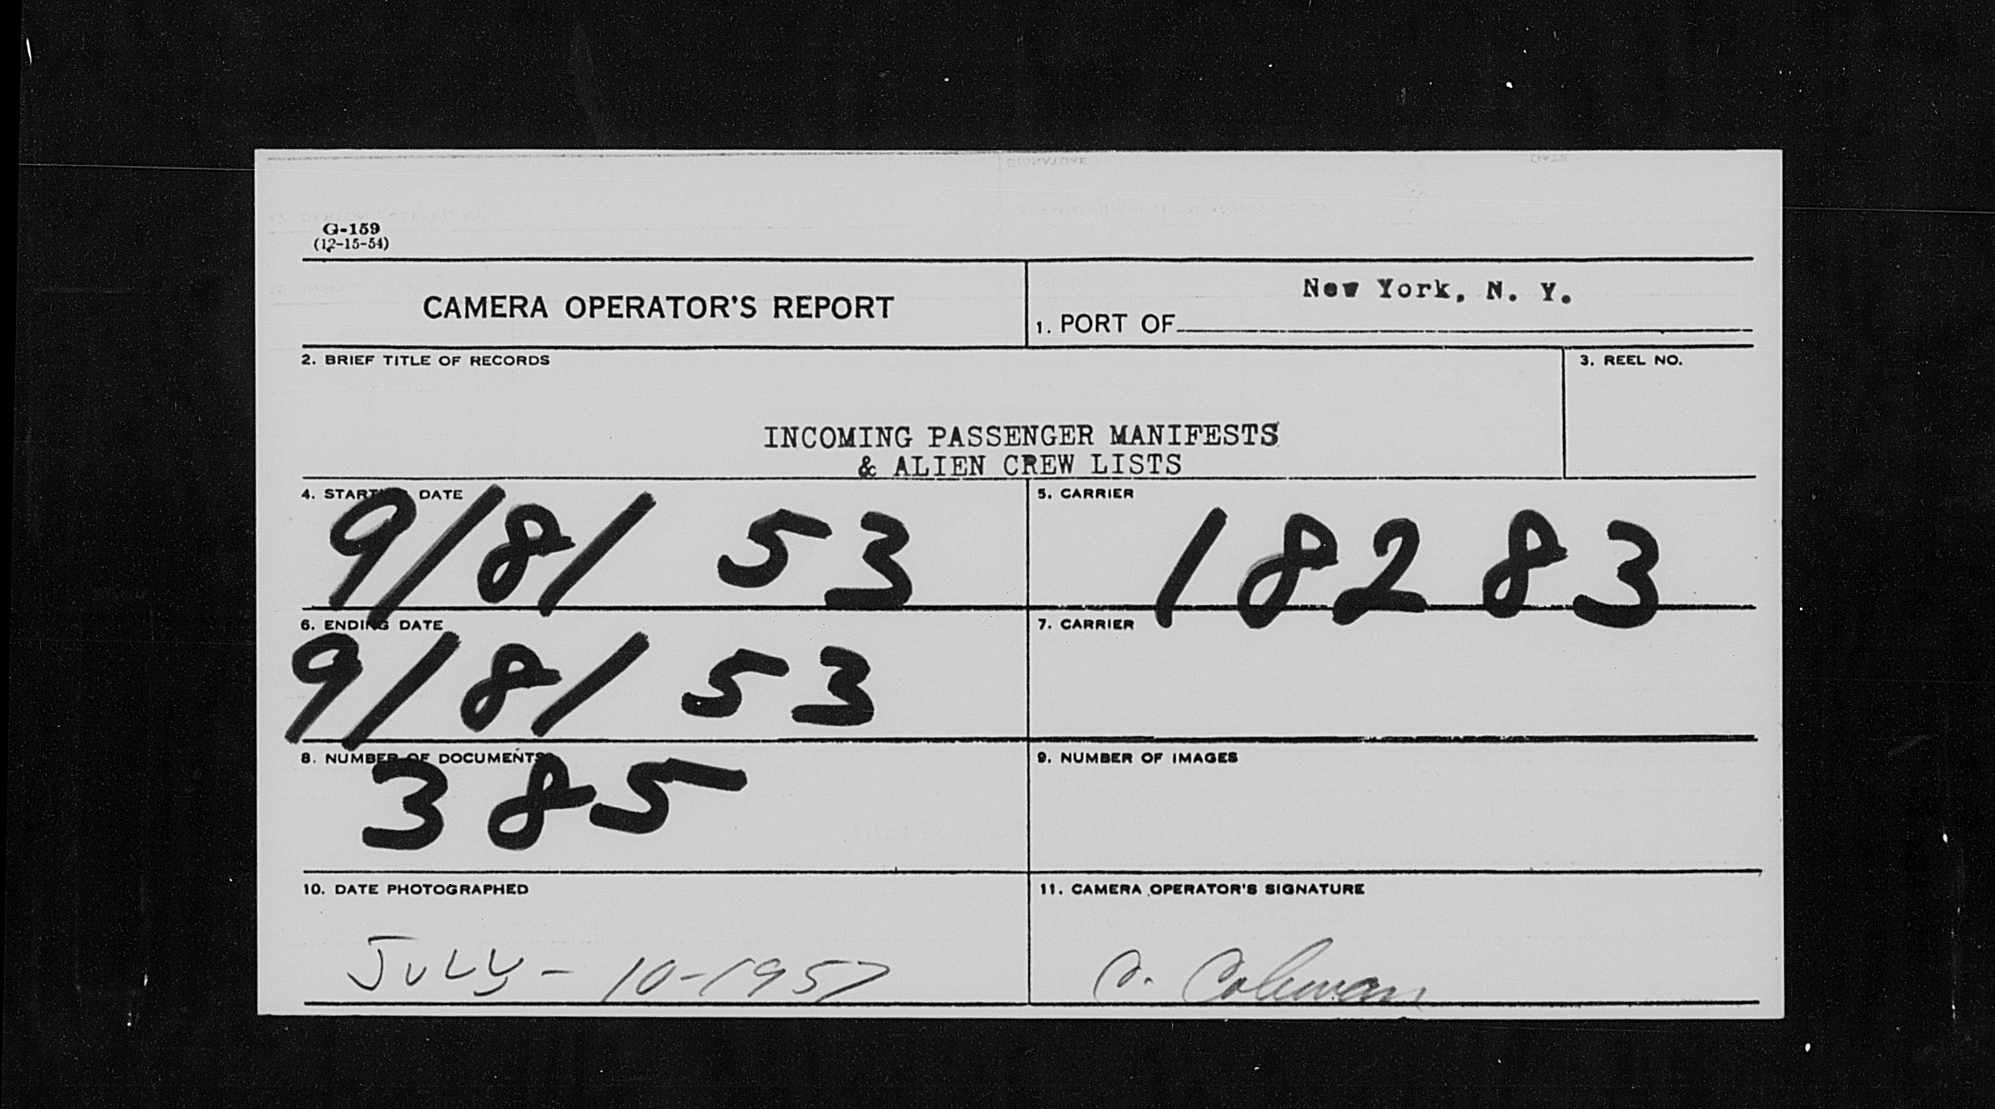 G-159
(12-15-54)
CAMERA OPERATOR'S REPORT
New York, N. Y.
1. PORT OF
2. BRIEF TITLE OF RECORDS
3. REEL NO.
INCOMING PASSENGER MANIFESTS
& ALIEN CREW LISTS
4. STARTING DATE
9/8/53
5. CARRIER
18283
6. ENDING DATE
9/8/53
7. CARRIER
8. NUMBER OF DOCUMENTS
385
9. NUMBER OF IMAGES
10. DATE PHOTOGRAPHED
JULY - 10-1957
11. CAMERA OPERATOR'S SIGNATURE